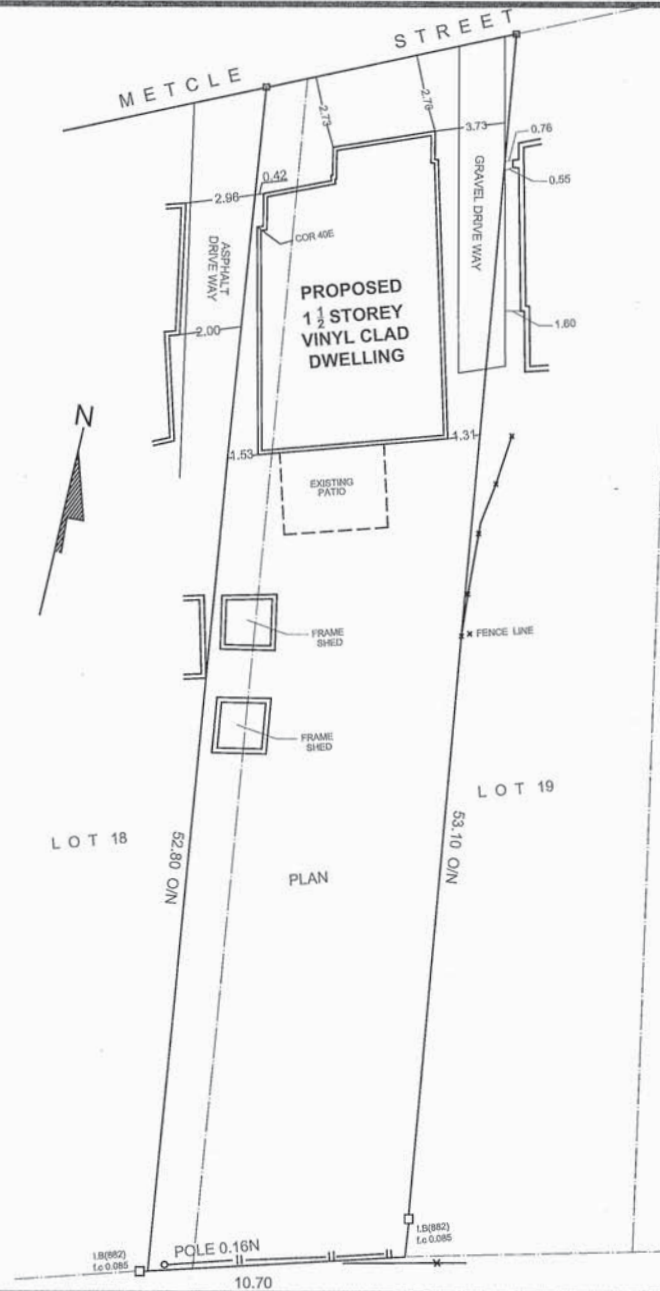 METCLE STREET
2.73
2.76
3.73
0.76
0.55
0.42
2.96
COR 40E
ASPHALT
DRIVE WAY
GRAVEL DRIVE WAY
PROPOSED
1 1/2 STOREY
VINYL CLAD
DWELLING
2.00
1.60
N
1.53
1.31
EXISTING
PATIO
FRAME
SHED
FENCE LINE
FRAME
SHED
LOT 19
LOT 18
52.80 O/N
53.10 O/N
PLAN
I.B(882)
f.c 0.085
I.B(882)
f.c 0.085
POLE 0.16N
10.70